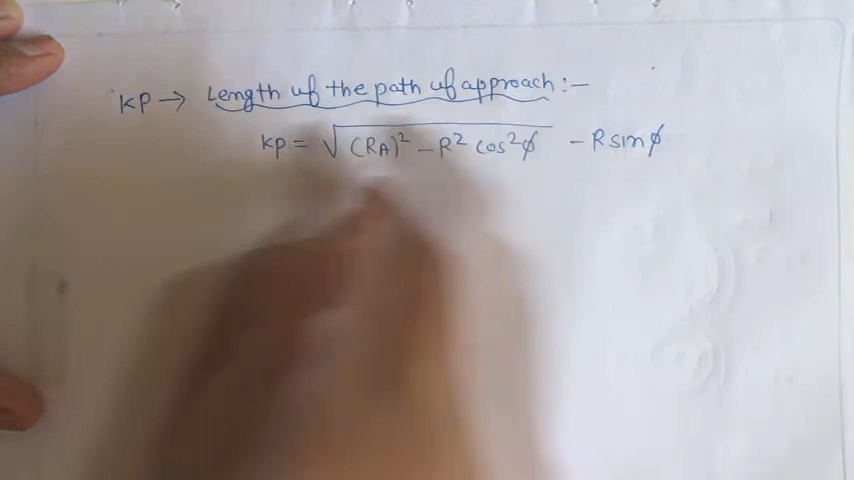 KP → Length of the path of approach :-
KP = √(RA)² - R² cos²ϕ - R sinϕ